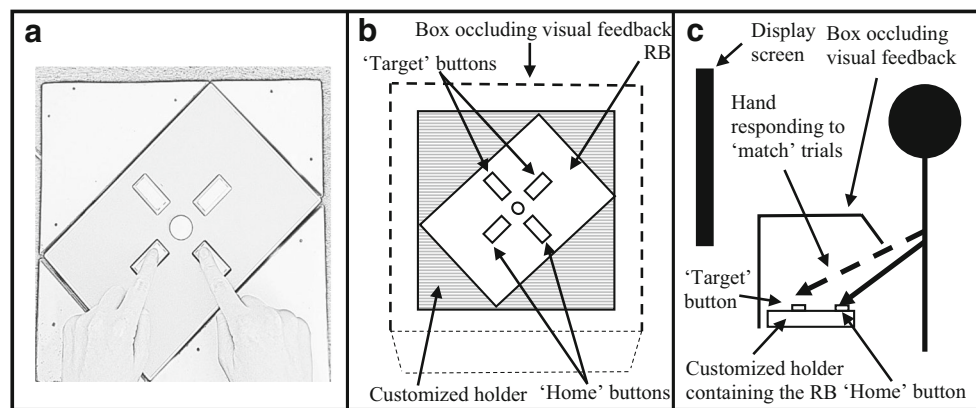 a
b
Box occluding visual feedback
'Target' buttons
RB
Customized holder
'Home' buttons
c
Display
screen
Box occluding
visual feedback
Hand
responding to
'match' trials
'Target'
button
Customized holder
containing the RB
'Home' button